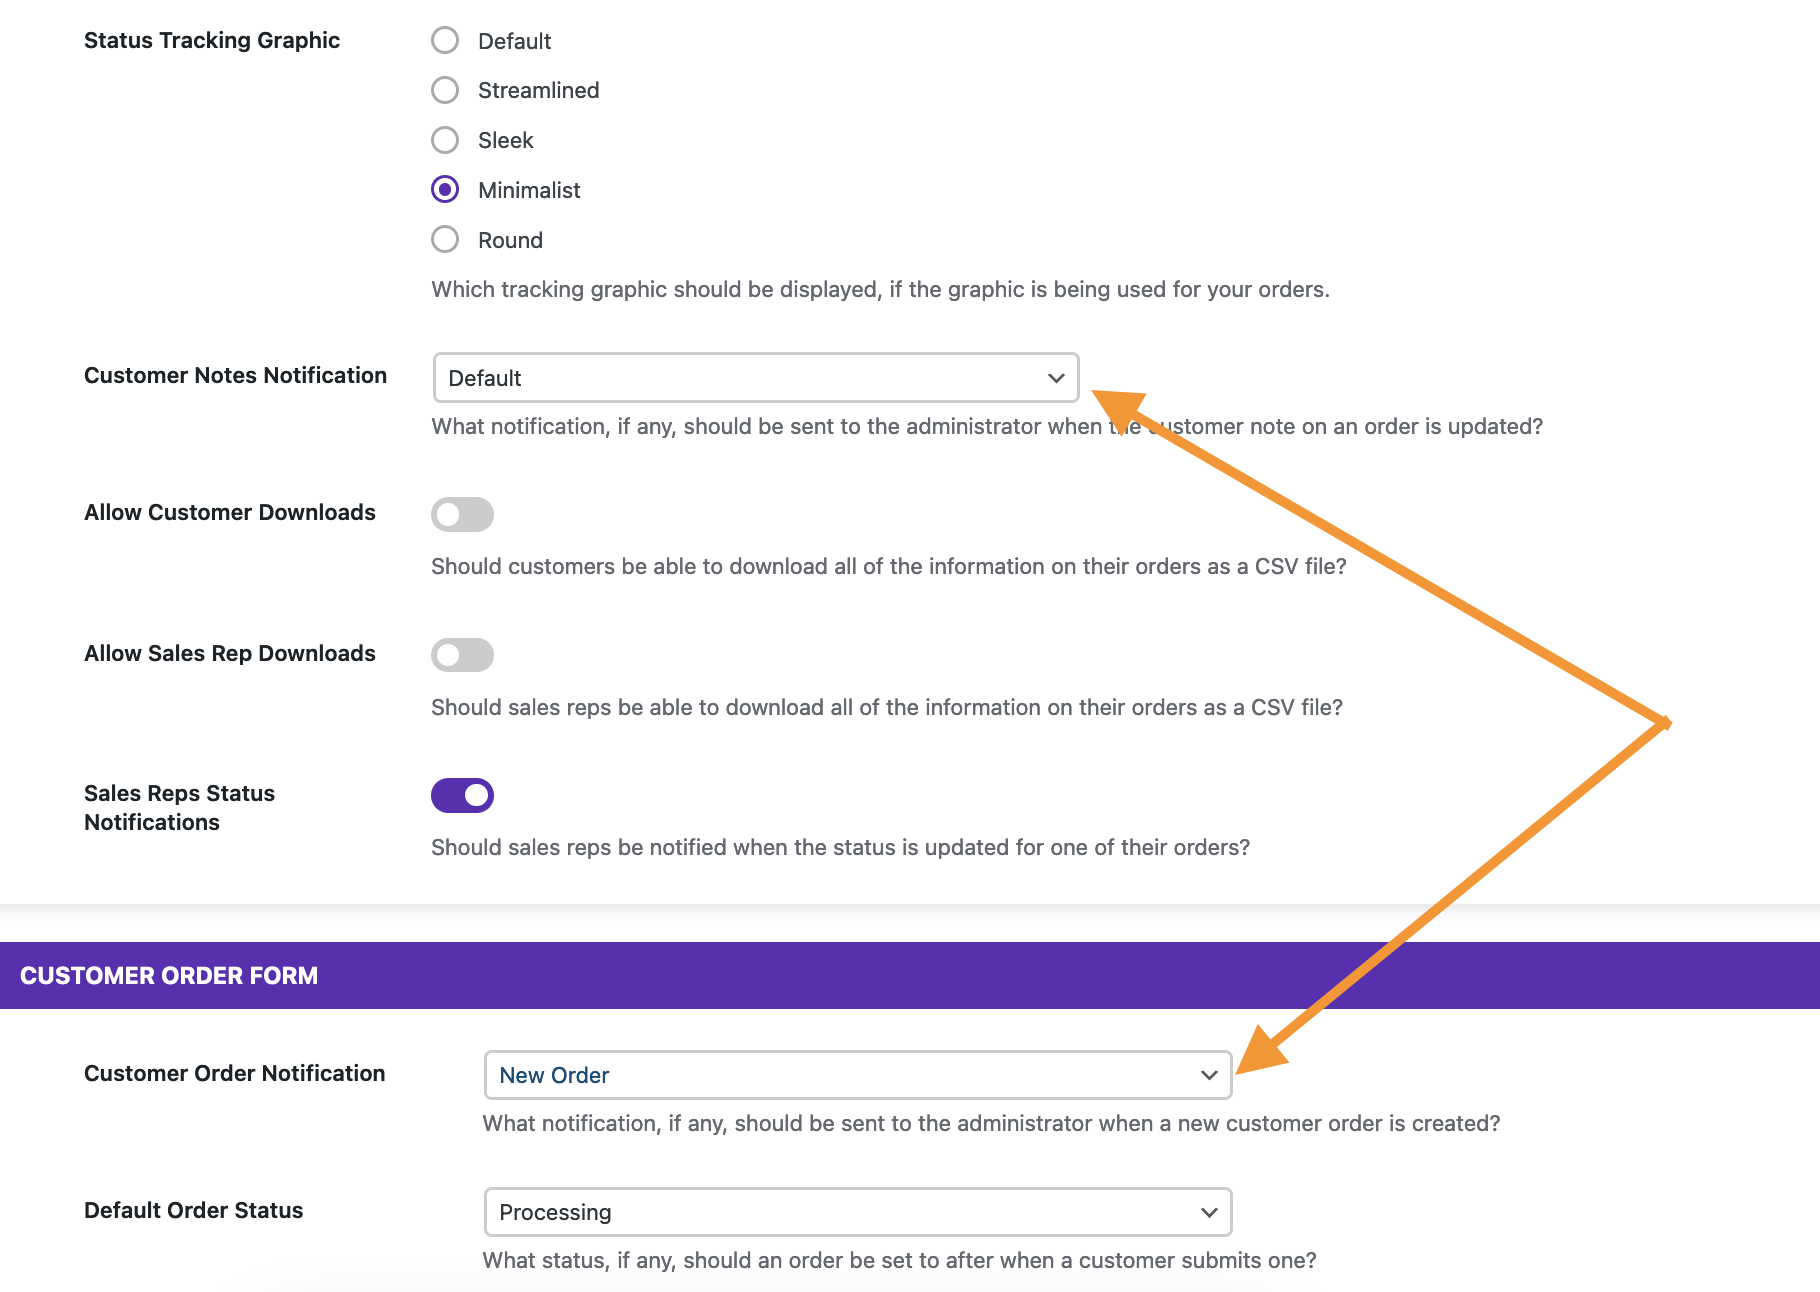 Status Tracking Graphic
Default
Streamlined
Sleek
Minimalist
Round
Which tracking graphic should be displayed, if the graphic is being used for your orders.
Customer Notes Notification
Default
What notification, if any, should be sent to the administrator when the customer note on an order is updated?
Allow Customer Downloads
Should customers be able to download all of the information on their orders as a CSV file?
Allow Sales Rep Downloads
Should sales reps be able to download all of the information on their orders as a CSV file?
Sales Reps Status
Notifications
Should sales reps be notified when the status is updated for one of their orders?
CUSTOMER ORDER FORM
Customer Order Notification
New Order
What notification, if any, should be sent to the administrator when a new customer order is created?
Default Order Status
Processing
What status, if any, should an order be set to after when a customer submits one?